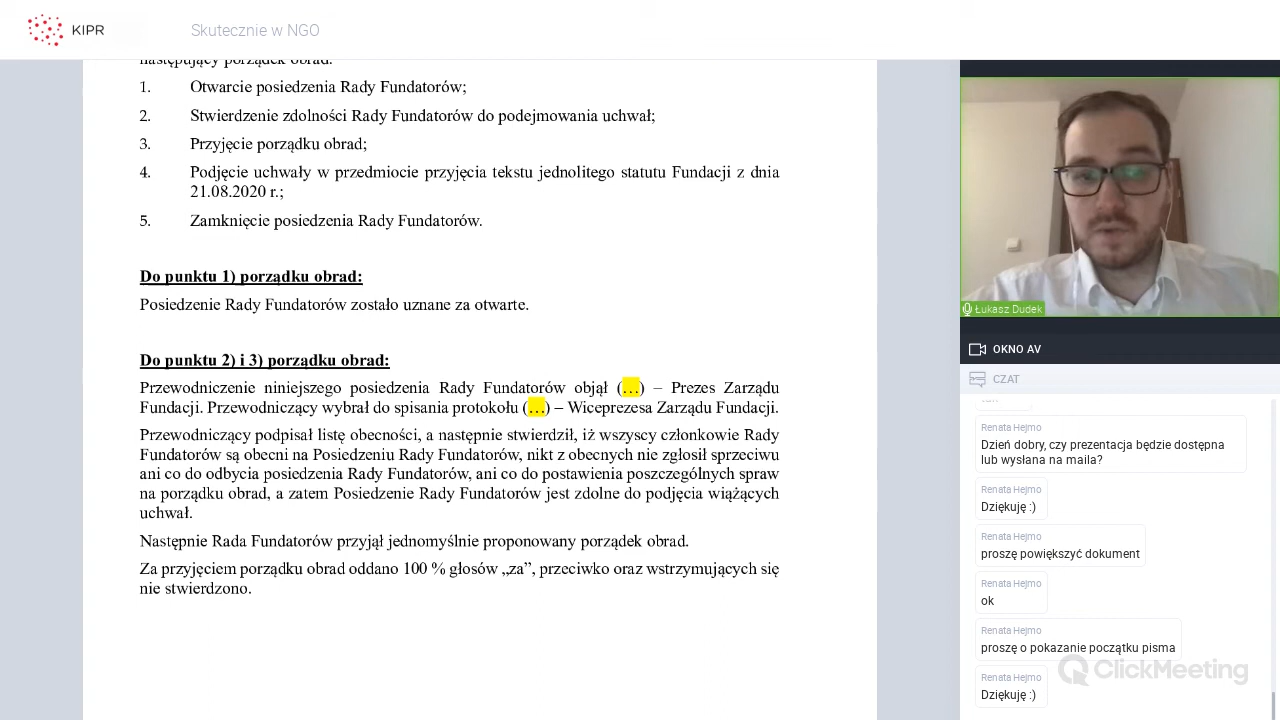 KIPR
Skutecznie w NGO
następujący porządek obrad:
1. Otwarcie posiedzenia Rady Fundatorów;
2. Stwierdzenie zdolności Rady Fundatorów do podejmowania uchwał;
3. Przyjęcie porządku obrad;
4. Podjęcie uchwały w przedmiocie przyjęcia tekstu jednolitego statutu Fundacji z dnia
21.08.2020 r.;
5. Zamknięcie posiedzenia Rady Fundatorów.
Do punktu 1) porządku obrad:
Posiedzenie Rady Fundatorów zostało uznane za otwarte.
Do punktu 2) i 3) porządku obrad:
Przewodniczenie niniejszego posiedzenia Rady Fundatorów objął (…) – Prezes Zarządu
Fundacji. Przewodniczący wybrał do spisania protokołu (…) – Wiceprezesa Zarządu Fundacji.
Przewodniczący podpisał listę obecności, a następnie stwierdził, iż wszyscy członkowie Rady
Fundatorów są obecni na Posiedzeniu Rady Fundatorów, nikt z obecnych nie zgłosił sprzeciwu
ani co do odbycia posiedzenia Rady Fundatorów, ani co do postawienia poszczególnych spraw
na porządku obrad, a zatem Posiedzenie Rady Fundatorów jest zdolne do podjęcia wiążących
uchwał.
Następnie Rada Fundatorów przyjął jednomyślnie proponowany porządek obrad.
Za przyjęciem porządku obrad oddano 100 % głosów „za”, przeciwko oraz wstrzymujących się
nie stwierdzono.
Łukasz Dudek
OKNO AV
CZAT
Renata Hejmo
Dzień dobry, czy prezentacja będzie dostępna
lub wysłana na maila?
Renata Hejmo
Dziękuję :)
Renata Hejmo
proszę powiększyć dokument
Renata Hejmo
ok
Renata Hejmo
proszę o pokazanie początku pisma
Renata Hejmo
Dziękuję :)
ClickMeeting